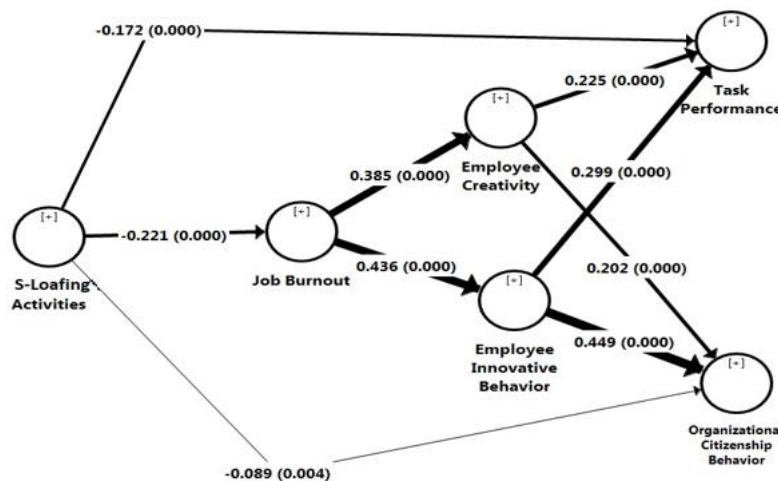 -0.172 (0.000)
[+]
Task
Performance
0.225 (0.000)
[+]
Employee
Creativity
0.385 (0.000)
0.299 (0.000)
[+]
S-Loafing
Activities
-0.221 (0.000)
[+]
Job Burnout
0.436 (0.000)
0.202 (0.000)
[+]
Employee
Innovative
Behavior
0.449 (0.000)
[+]
Organizational
Citizenship
Behavior
-0.089 (0.004)